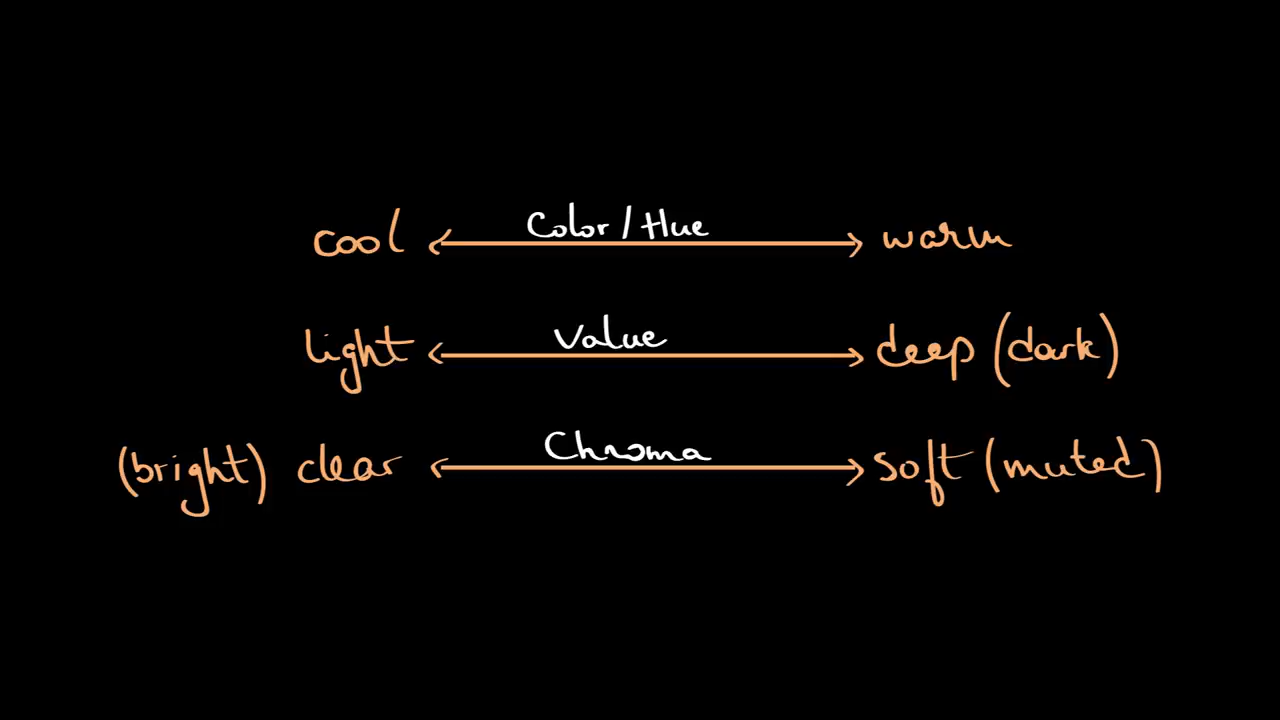 cool Color/Hue warm
light Value deep (dark)
(bright) clear Chroma soft (muted)